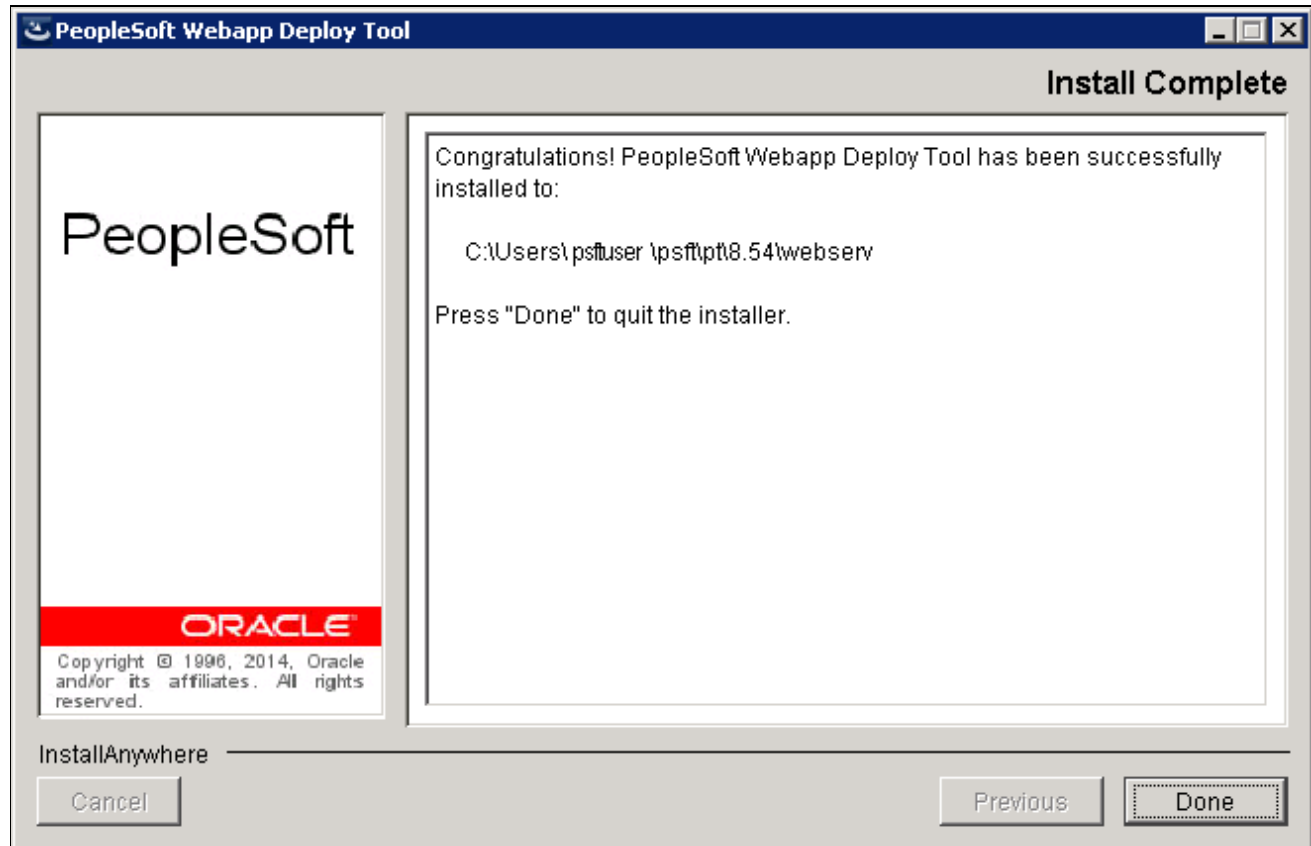 PeopleSoft Webapp Deploy Tool
Install Complete
PeopleSoft
Congratulations! PeopleSoft Webapp Deploy Tool has been successfully
installed to:
C:\Users\ psftuser \psft\pt\8.54\webserv
Press "Done" to quit the installer.
ORACLE
Copyright © 1996, 2014, Oracle
and/or its affiliates. All rights
reserved.
InstallAnywhere
Cancel
Previous
Done